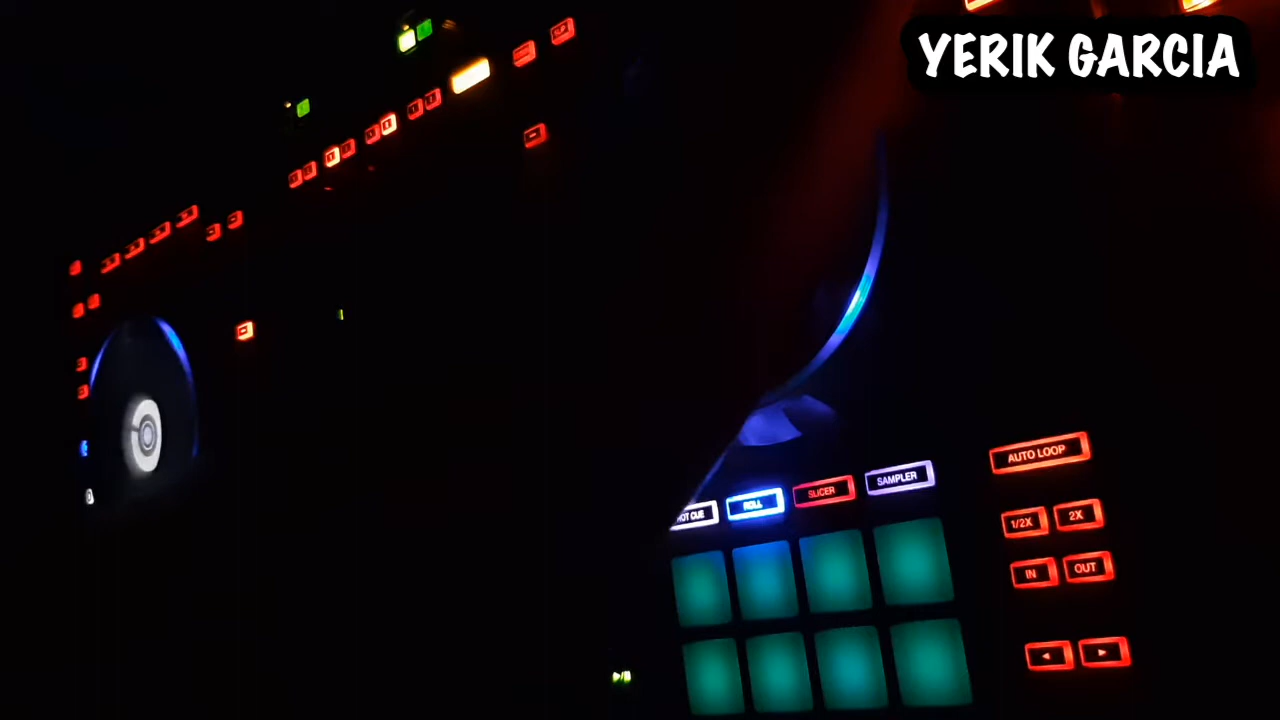 YERIK GARCIA
AUTO LOOP
HOT CUE ROLL SLICER SAMPLER
1/2X 2X
IN OUT